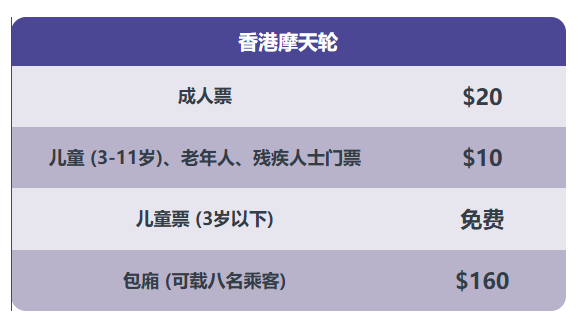 香港摩天轮
成人票 $20
儿童 (3-11岁)、老年人、残疾人士门票 $10
儿童票 (3岁以下) 免费
包廂 (可载八名乘客) $160